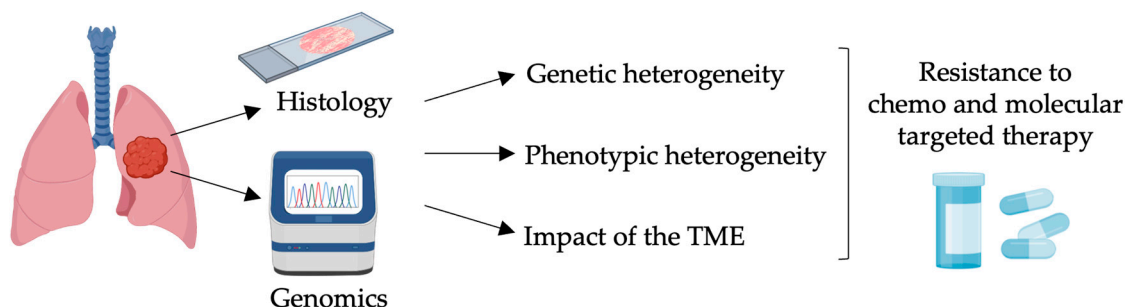 Histology
Genomics
Genetic heterogeneity
Phenotypic heterogeneity
Impact of the TME
Resistance to
chemo and molecular
targeted therapy